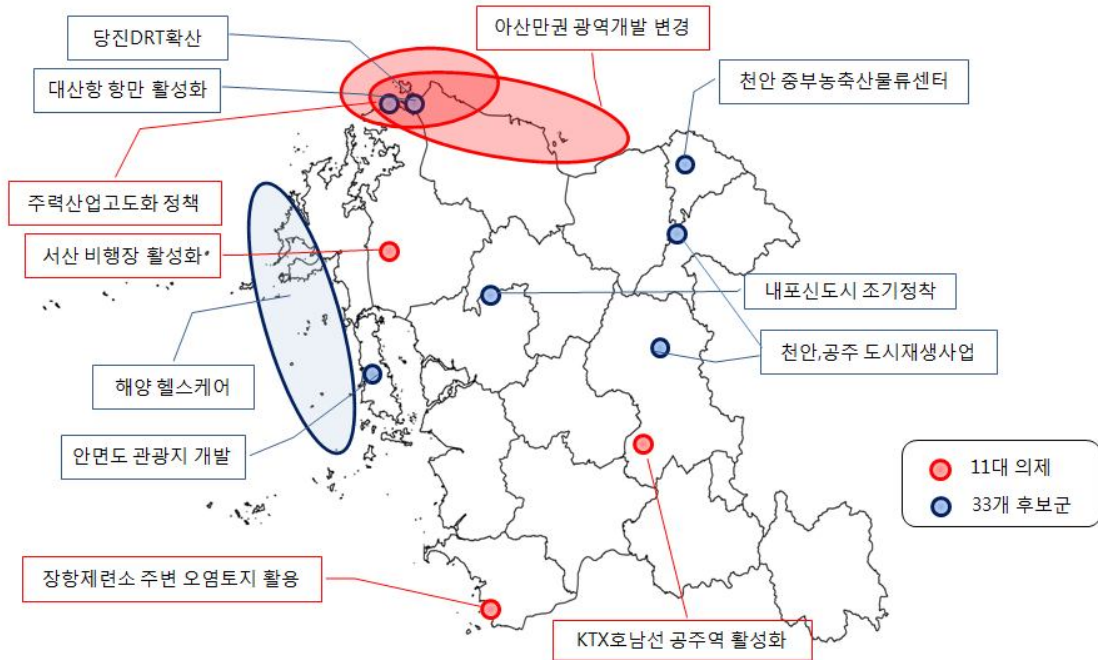 아산만권 광역개발 변경
당진DRT확산
대산항 항만 활성화
천안 중부농축산물류센터
주력산업고도화 정책
서산 비행장 활성화
내포신도시 조기정착
천안,공주 도시재생사업
해양 헬스케어
안면도 관광지 개발
11대 의제
33개 후보군
장항제련소 주변 오염토지 활용
KTX호남선 공주역 활성화